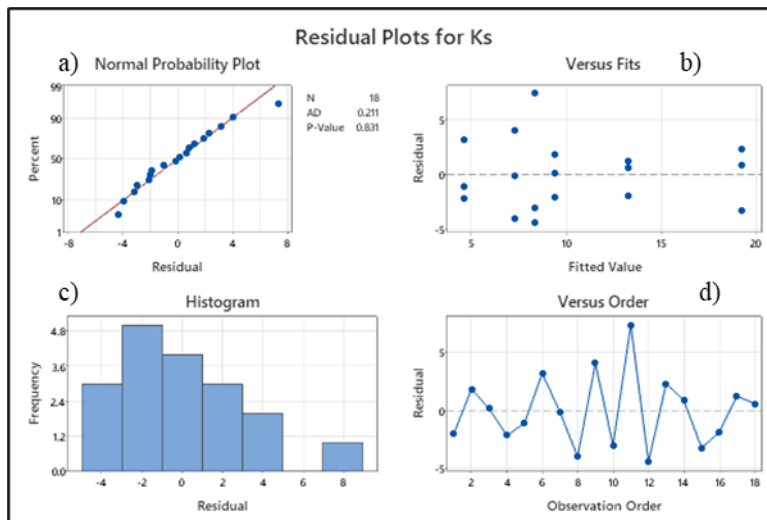 Residual Plots for Ks
a)
Normal Probability Plot
99
90
50
10
1
-8 -4 0 4 8
Percent
Residual
N 18
AD 0.211
P-Value 0.831
Versus Fits
b)
5
0
-5
5 10 15 20
Residual
Fitted Value
c)
Histogram
4.8
3.6
2.4
1.2
0.0
-4 -2 0 2 4 6 8
Frequency
Residual
Versus Order
d)
5
0
-5
2 4 6 8 10 12 14 16 18
Residual
Observation Order